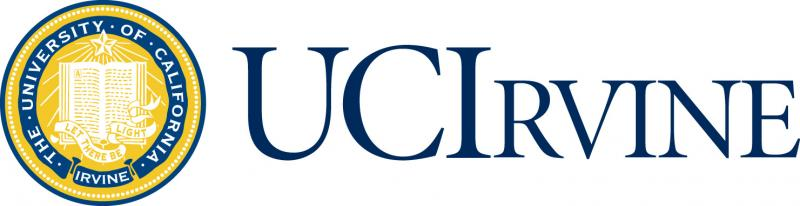 THE · UNIVERSITY · OF · CALIFORNIA
A
LET THERE BE LIGHT
IRVINE
UCIRVINE